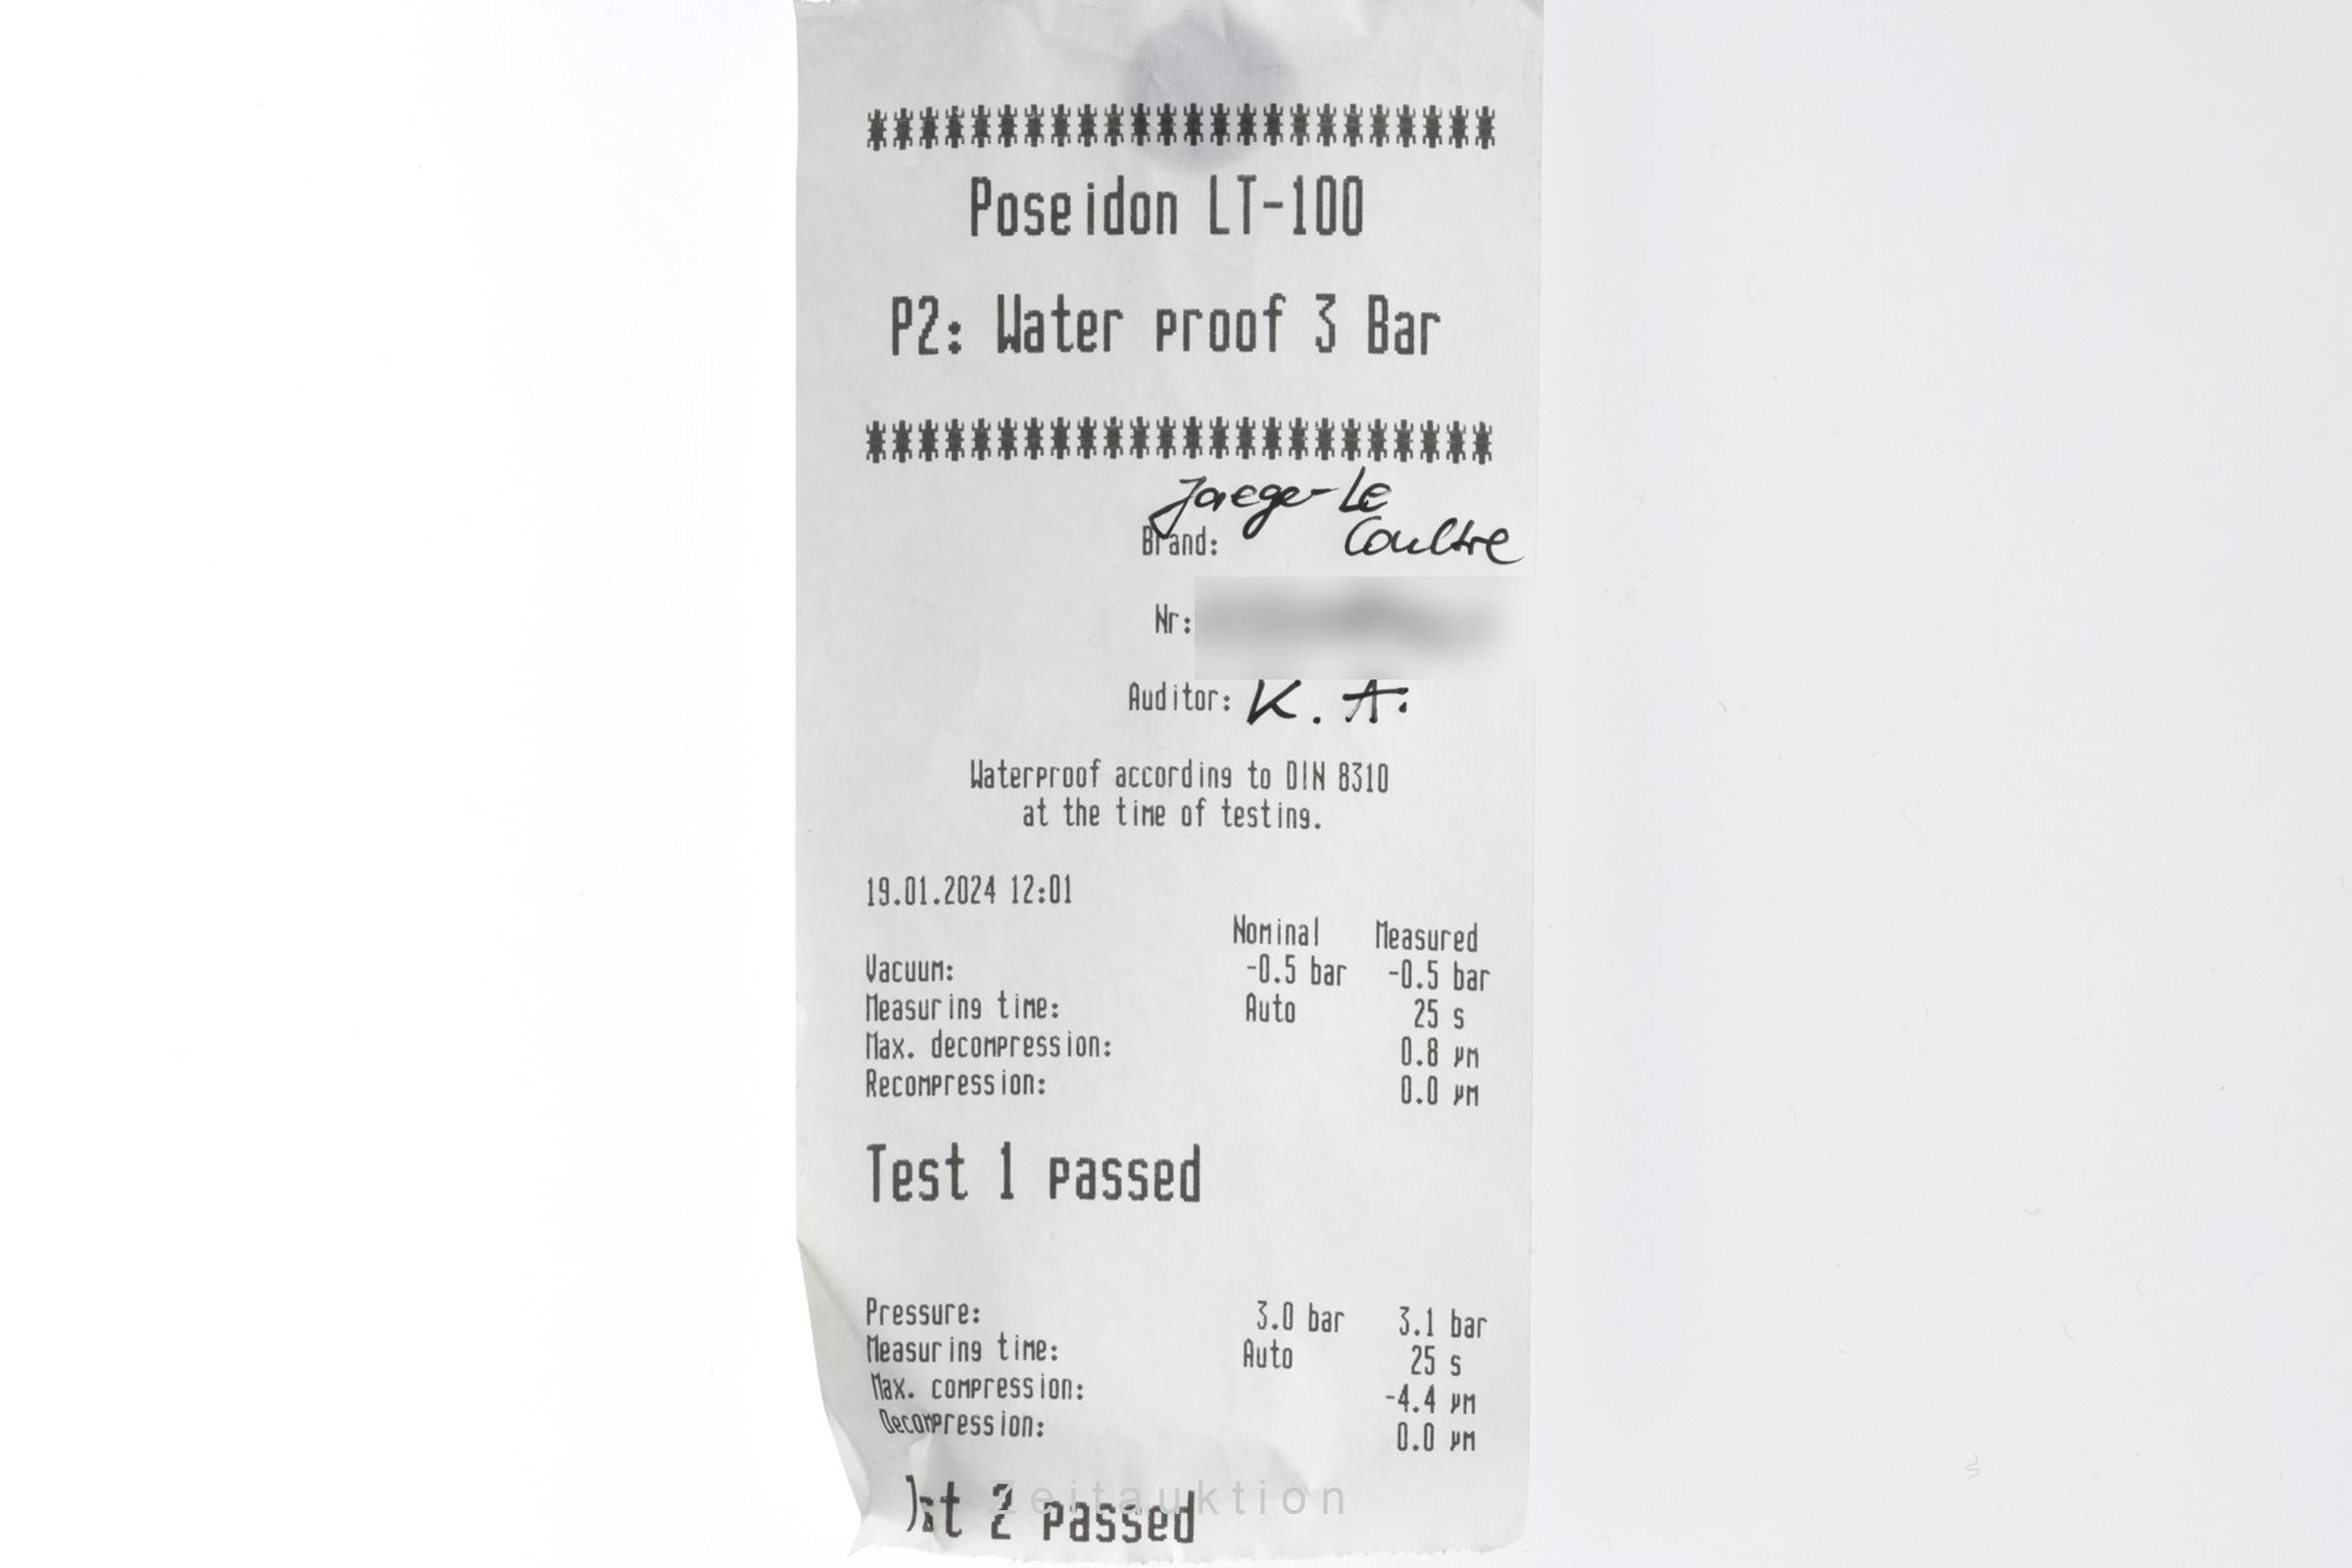 ************************
Poseidon LT-100
P2: Water proof 3 Bar
************************
Jaeger-Le
Brand: Coultre
Nr:
Auditor: K. A.
Waterproof according to DIN 8310
at the time of testing.
19.01.2024 12:01
Nominal Measured
Vacuum: -0.5 bar -0.5 bar
Measuring time: Auto 25 s
Max. decompression: 0.8 µm
Recompression: 0.0 µm
Test 1 passed
Pressure: 3.0 bar 3.1 bar
Measuring time: Auto 25 s
Max. compression: -4.4 µm
Decompression: 0.0 µm
Test 2 passed
Zeitauktion